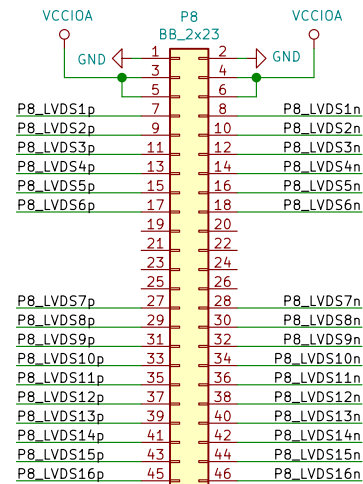 VCCIOA P8 VCCIOA
BB_2x23
GND 1 2 GND
3 4
5 6
P8_LVDS1p 7 8 P8_LVDS1n
P8_LVDS2p 9 10 P8_LVDS2n
P8_LVDS3p 11 12 P8_LVDS3n
P8_LVDS4p 13 14 P8_LVDS4n
P8_LVDS5p 15 16 P8_LVDS5n
P8_LVDS6p 17 18 P8_LVDS6n
19 20
21 22
23 24
25 26
P8_LVDS7p 27 28 P8_LVDS7n
P8_LVDS8p 29 30 P8_LVDS8n
P8_LVDS9p 31 32 P8_LVDS9n
P8_LVDS10p 33 34 P8_LVDS10n
P8_LVDS11p 35 36 P8_LVDS11n
P8_LVDS12p 37 38 P8_LVDS12n
P8_LVDS13p 39 40 P8_LVDS13n
P8_LVDS14p 41 42 P8_LVDS14n
P8_LVDS15p 43 44 P8_LVDS15n
P8_LVDS16p 45 46 P8_LVDS16n